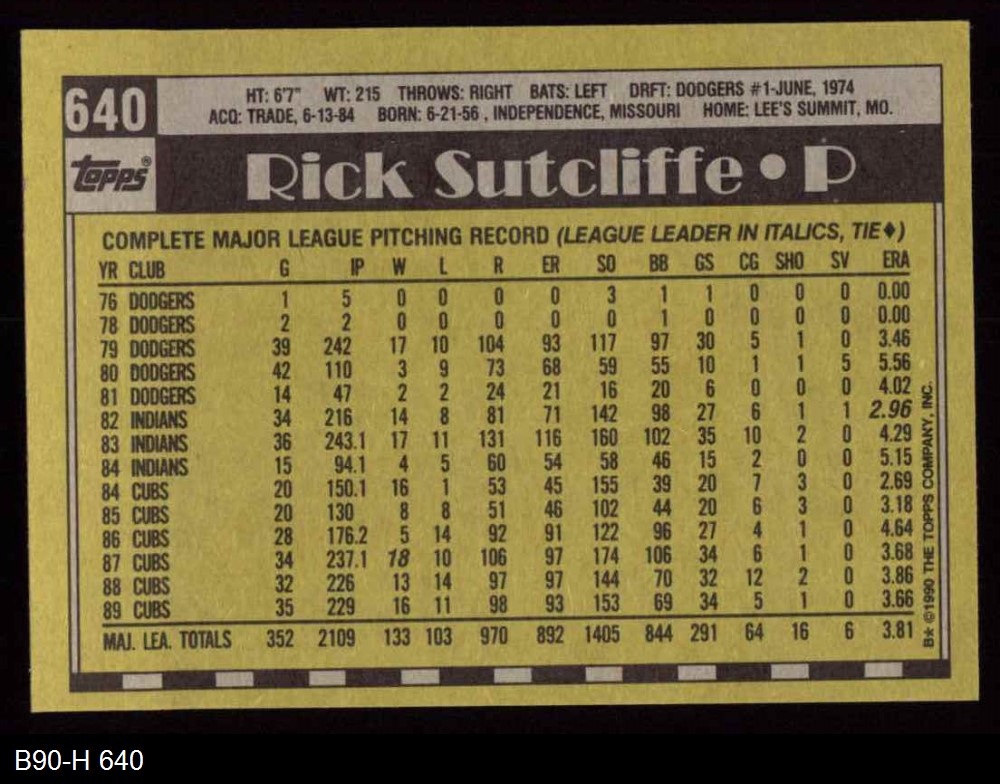 640
HT: 6'7" WT: 215 THROWS: RIGHT BATS: LEFT DRFT: DODGERS #1-JUNE, 1974
ACQ: TRADE, 6-13-84 BORN: 6-21-56 , INDEPENDENCE, MISSOURI HOME: LEE'S SUMMIT, MO.
Topps®
Rick Sutcliffe • P
COMPLETE MAJOR LEAGUE PITCHING RECORD (LEAGUE LEADER IN ITALICS, TIE♦)
YR CLUB G IP W L R ER SO BB GS CG SHO SV ERA
76 DODGERS 1 5 0 0 0 0 3 1 1 0 0 0 0.00
78 DODGERS 2 2 0 0 0 0 0 1 0 0 0 0 0.00
79 DODGERS 39 242 17 10 104 93 117 97 30 5 1 0 3.46
80 DODGERS 42 110 3 9 73 68 59 55 10 1 1 5 5.56
81 DODGERS 14 47 2 2 24 21 16 20 6 0 0 0 4.02
82 INDIANS 34 216 14 8 81 71 142 98 27 6 1 1 2.96
83 INDIANS 36 243.1 17 11 131 116 160 102 35 10 2 0 4.29
84 INDIANS 15 94.1 4 5 60 54 58 46 15 2 0 0 5.15
84 CUBS 20 150.1 16 1 53 45 155 39 20 7 3 0 2.69
85 CUBS 20 130 8 8 51 46 102 44 20 6 3 0 3.18
86 CUBS 28 176.2 5 14 92 91 122 96 27 4 1 0 4.64
87 CUBS 34 237.1 18 10 106 97 174 106 34 6 1 0 3.68
88 CUBS 32 226 13 14 97 97 144 70 32 12 2 0 3.86
89 CUBS 35 229 16 11 98 93 153 69 34 5 1 0 3.66
MAJ. LEA. TOTALS 352 2109 133 103 970 892 1405 844 291 64 16 6 3.81
B* ©1990 THE TOPPS COMPANY, INC.
B90-H 640